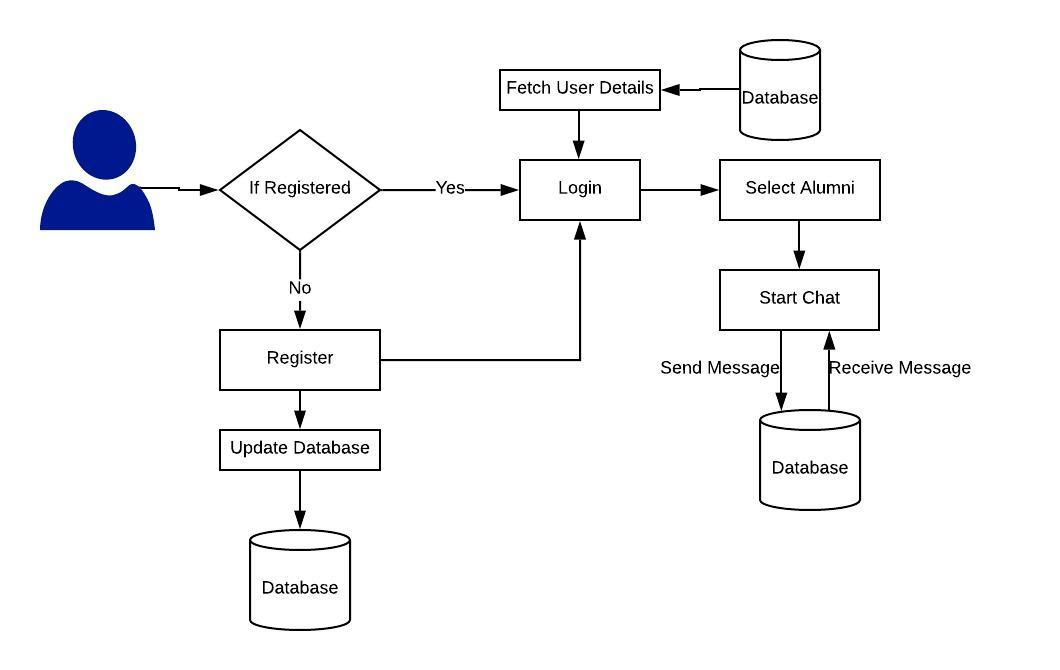 Fetch User Details
Database
If Registered
Yes
Login
Select Alumni
No
Start Chat
Register
Send Message
Receive Message
Update Database
Database
Database